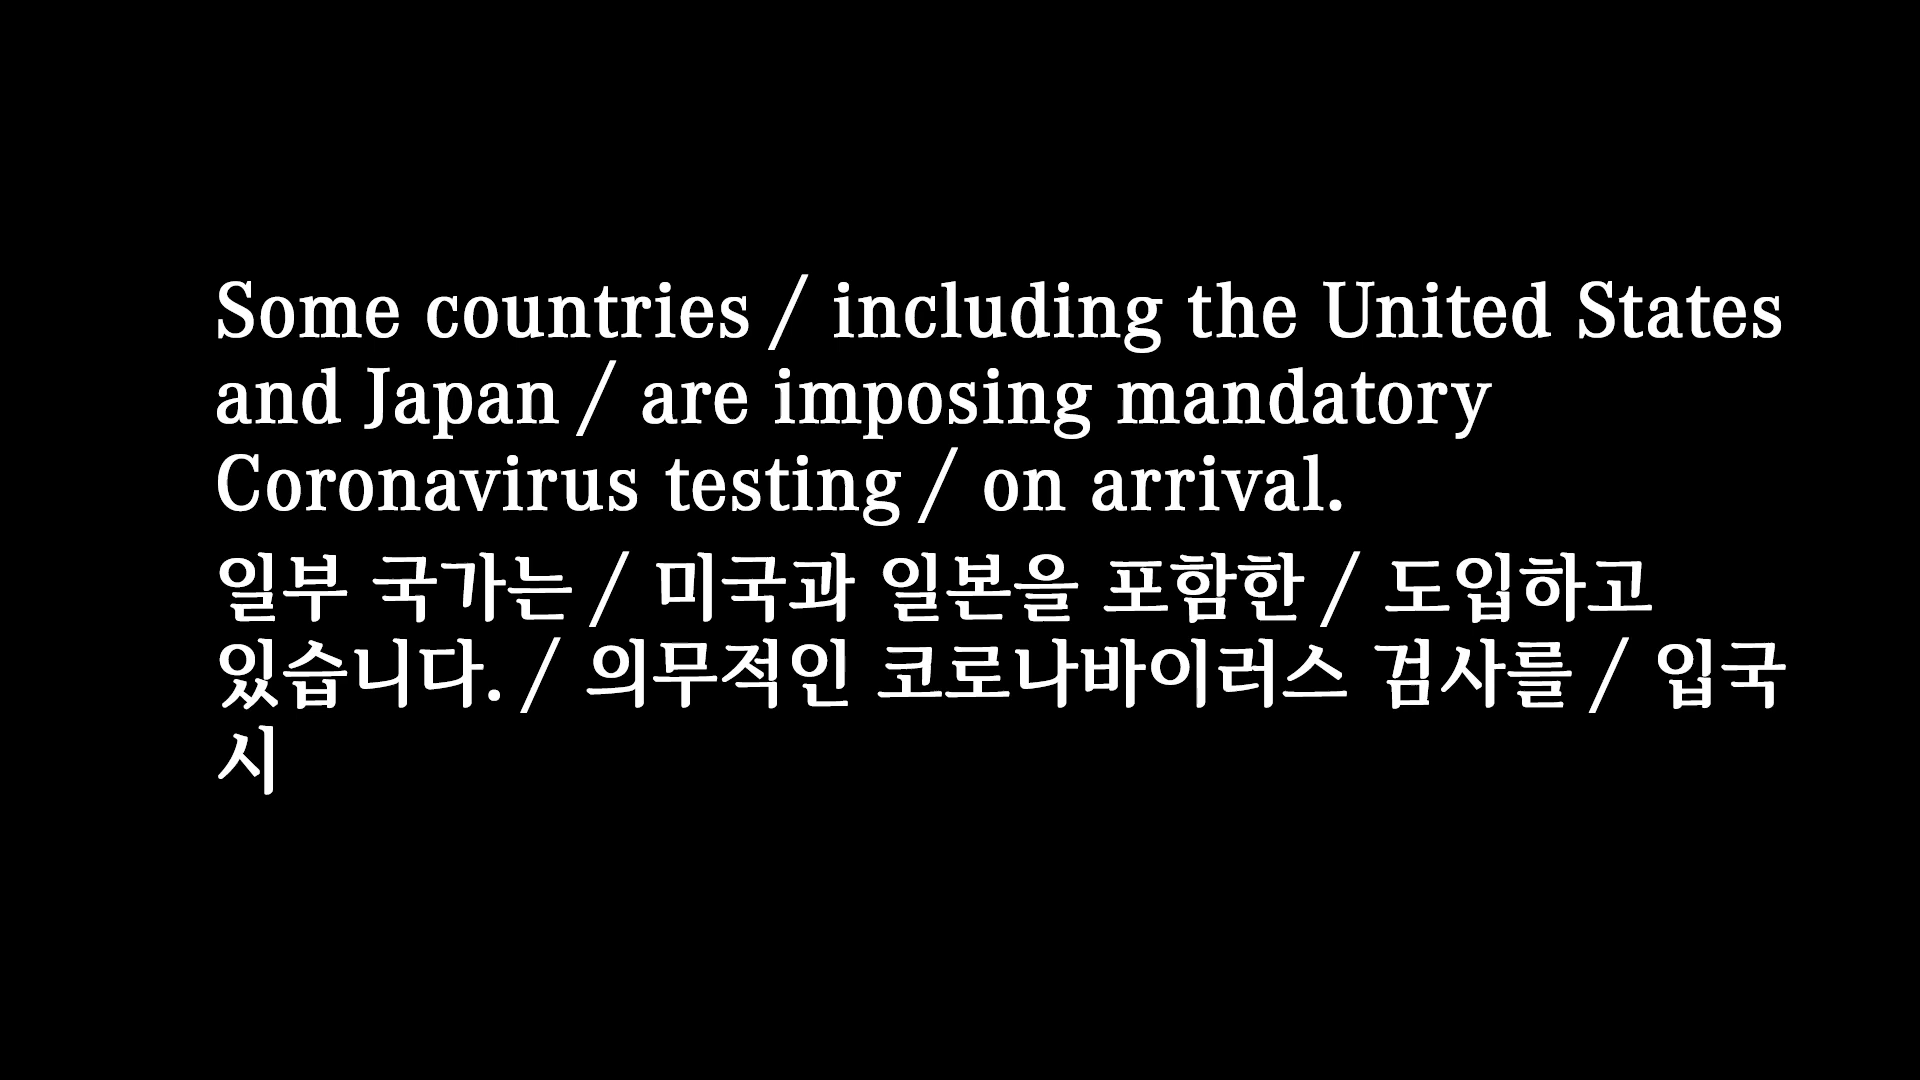 Some countries / including the United States
and Japan / are imposing mandatory
Coronavirus testing / on arrival.
일부 국가는 / 미국과 일본을 포함한 / 도입하고
있습니다. / 의무적인 코로나바이러스 검사를 / 입국
시